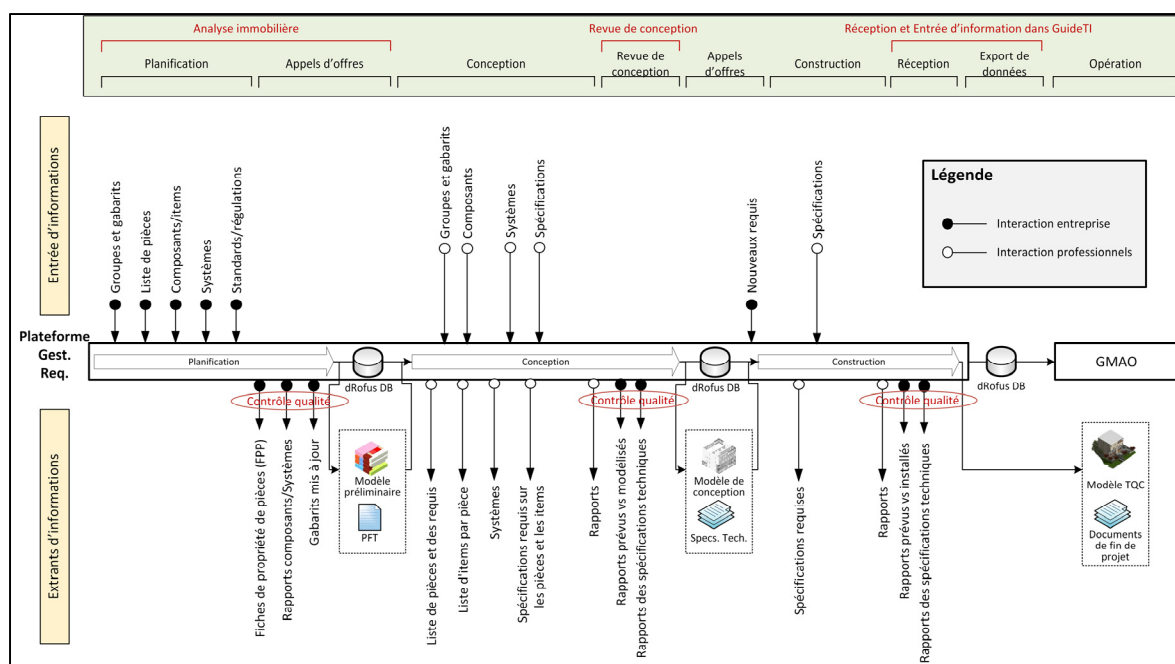 Analyse immobilière
Revue de conception
Réception et Entrée d'information dans GuideTI
Planification
Appels d'offres
Conception
Revue de
conception
Appels
d'offres
Construction
Réception
Export de
données
Opération
Entrée d'informations
Groupes et gabarits
Liste de pièces
Composants/items
Systèmes
Standards/régulations
Groupes et gabarits
Composants
Systèmes
Spécifications
Nouveaux requis
Spécifications
Légende
Interaction entreprise
Interaction professionnels
Plateforme
Gest.
Req.
Planification
dRofus DB
Conception
dRofus DB
Construction
dRofus DB
GMAO
Contrôle qualité
Contrôle qualité
Contrôle qualité
Extrants d'informations
Fiches de propriété de pièces (FPP)
Rapports composants/Systèmes
Gabarits mis à jour
Modèle
préliminaire
PFT
Liste de pièces et des requis
Liste d'items par pièce
Systèmes
Spécifications requis sur
les pièces et les items
Rapports
Rapports prévus vs modélisés
Rapports des spécifications techniques
Modèle de
conception
Specs. Tech.
Spécifications requises
Rapports
Rapports prévus vs installés
Rapports des spécifications techniques
Modèle TQC
Documents
de fin de
projet